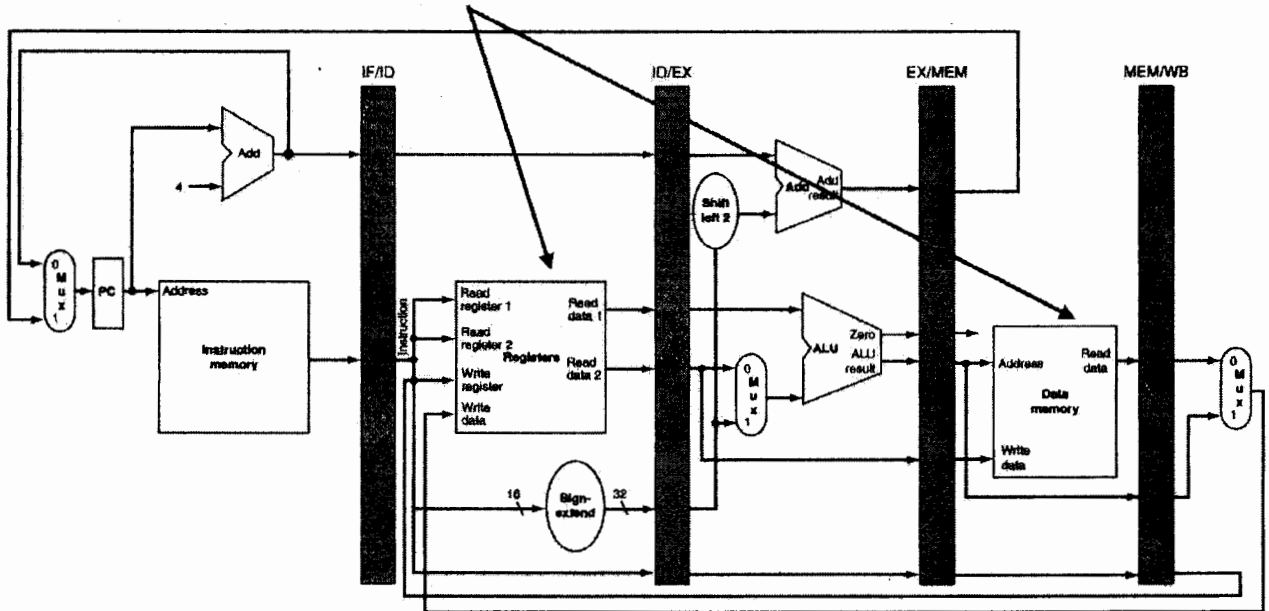 IF/ID
ID/EX
EX/MEM
MEM/WB
Add
4
Add
Add
result
Shift
left 2
0
M
u
x
1
PC
Address
Instruction
memory
Instruction
Read
register 1
Read
register 2
Registers
Write
register
Write
data
Read
data 1
Read
data 2
0
M
u
x
1
Zero
ALU
ALU
result
Address
Read
data
Data
memory
Write
data
0
M
u
x
1
16
Sign-
extend
32